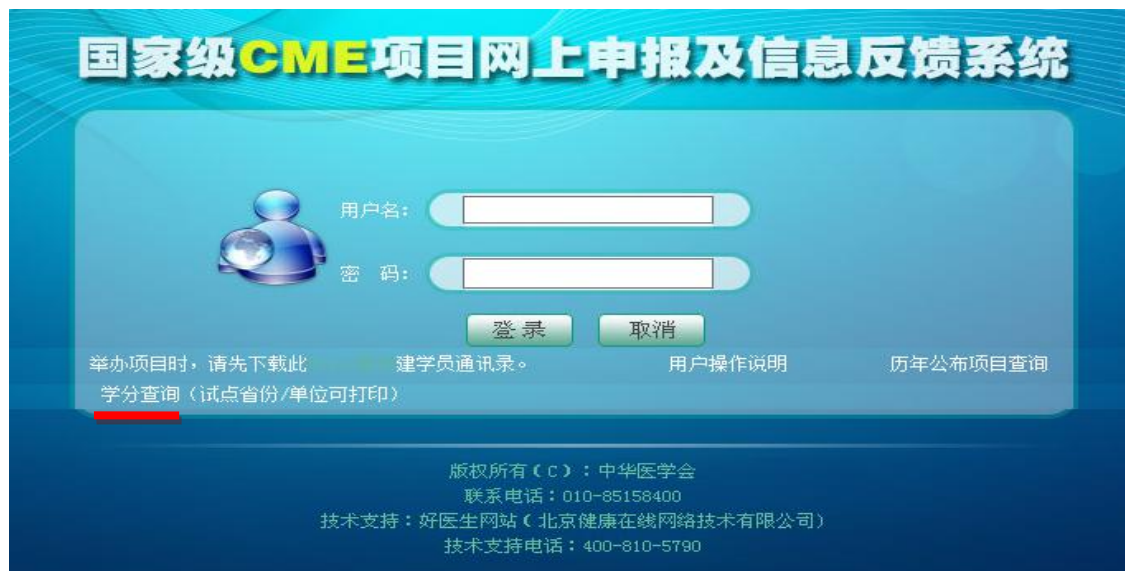 国家级CME项目网上申报及信息反馈系统
用户名：
密　码：
登 录　取消
举办项目时，请先下载此　建学员通讯录。　用户操作说明　历年公布项目查询
学分查询（试点省份/单位可打印）
版权所有(C)：中华医学会
联系电话：010-85158400
技术支持：好医生网站(北京健康在线网络技术有限公司)
技术支持电话：400-810-5790